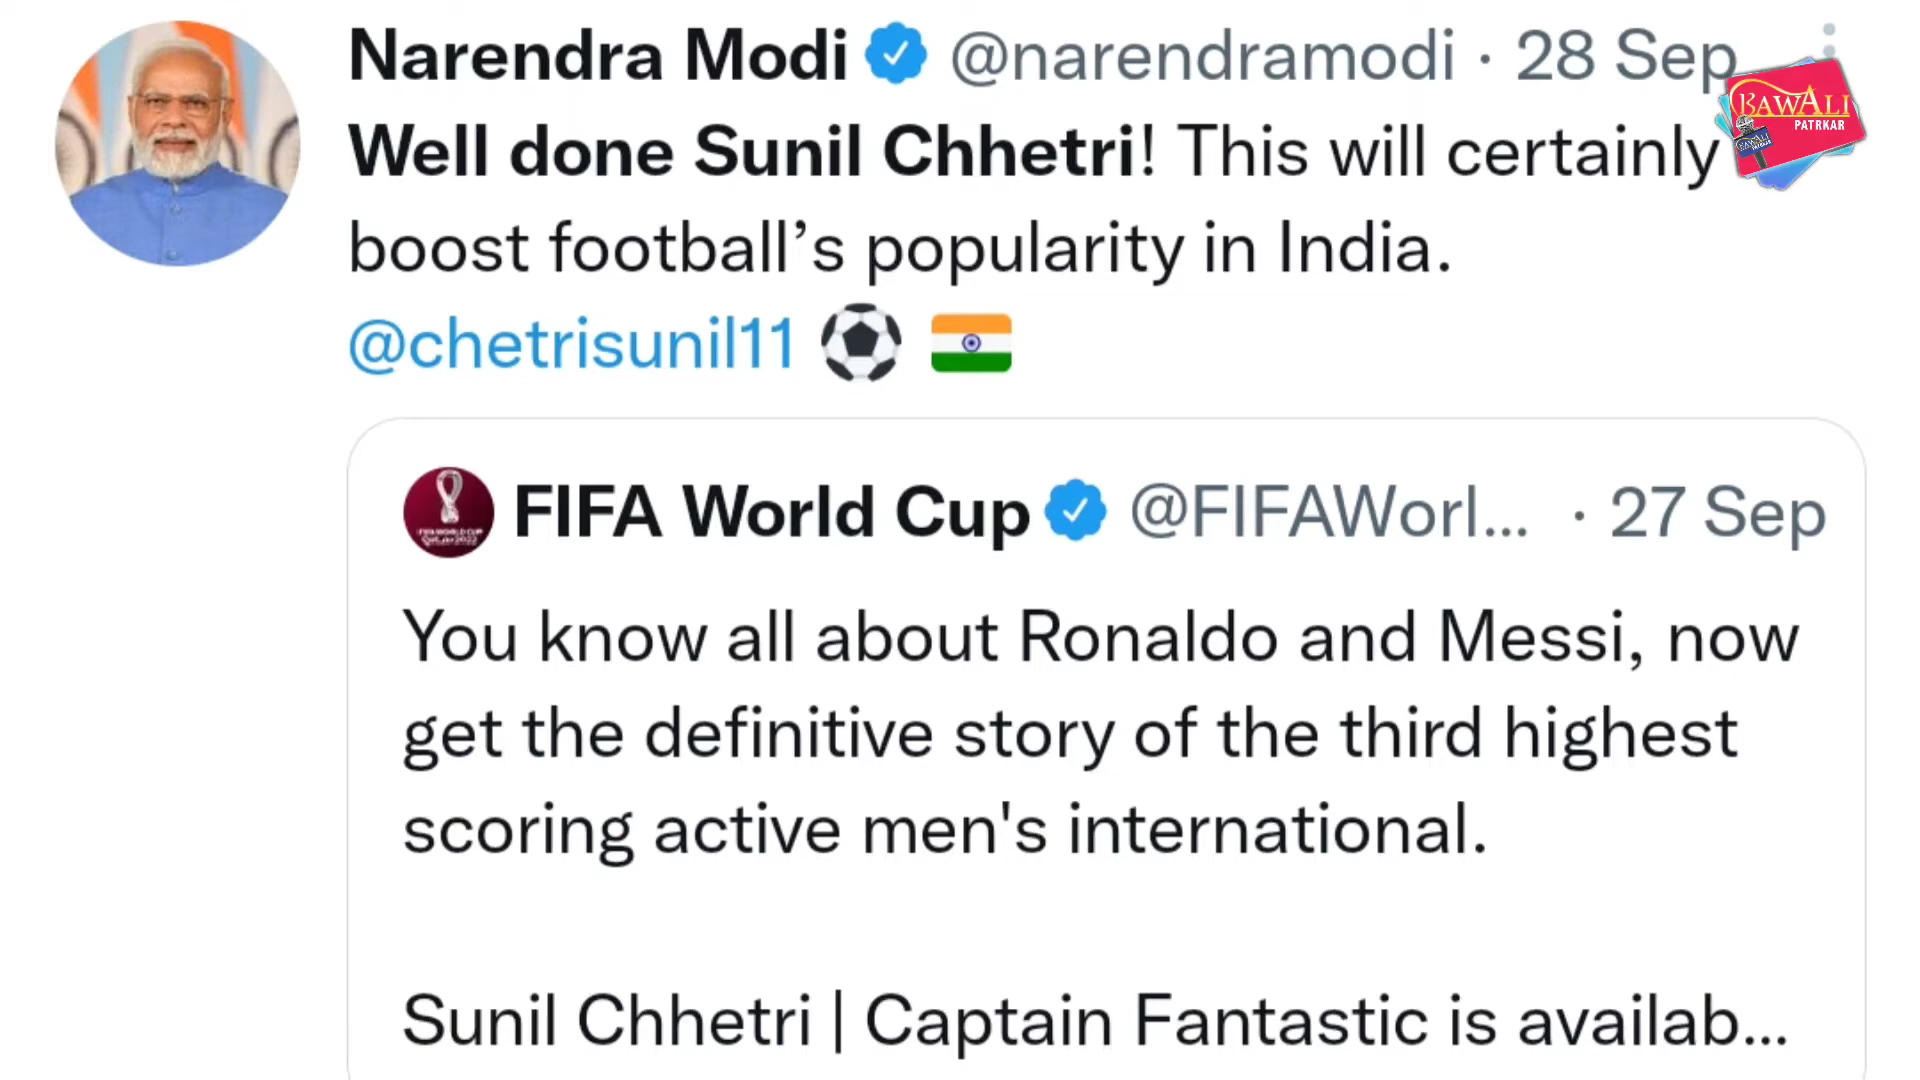 Narendra Modi @narendramodi · 28 Sep
BAWALI
PATRKAR
Well done Sunil Chhetri! This will certainly
boost football’s popularity in India.
@chetrisunil11
FIFA World Cup @FIFAWorl... · 27 Sep
You know all about Ronaldo and Messi, now
get the definitive story of the third highest
scoring active men's international.
Sunil Chhetri | Captain Fantastic is availab...